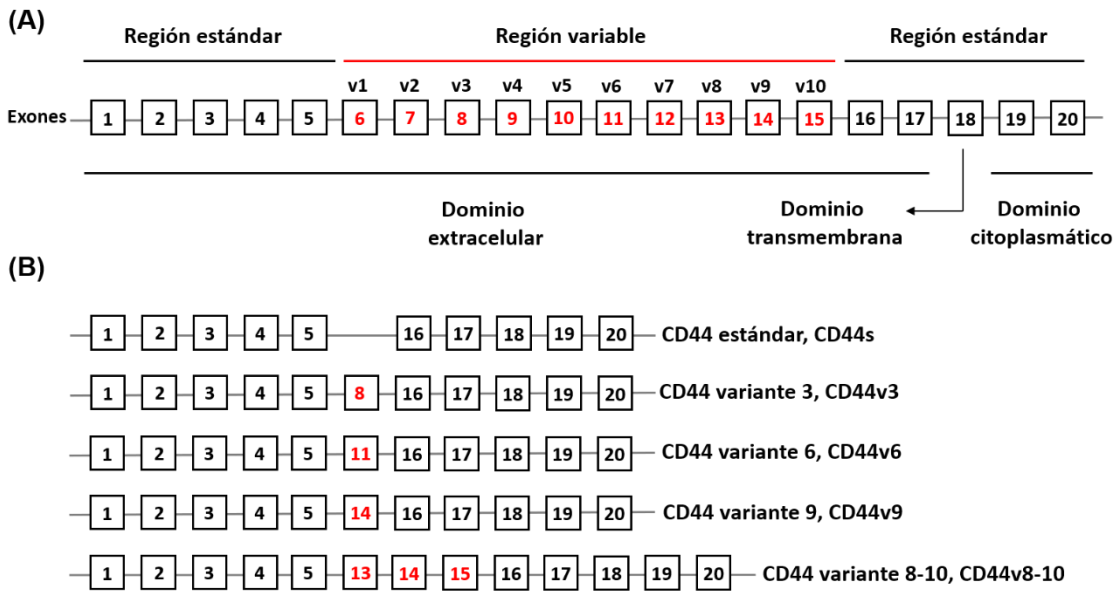 (A)
Región estándar Región variable Región estándar
v1 v2 v3 v4 v5 v6 v7 v8 v9 v10
Exones 1 2 3 4 5 6 7 8 9 10 11 12 13 14 15 16 17 18 19 20
Dominio extracelular
Dominio transmembrana
Dominio citoplasmático
(B)
1 2 3 4 5 16 17 18 19 20 CD44 estándar, CD44s
1 2 3 4 5 8 16 17 18 19 20 CD44 variante 3, CD44v3
1 2 3 4 5 11 16 17 18 19 20 CD44 variante 6, CD44v6
1 2 3 4 5 14 16 17 18 19 20 CD44 variante 9, CD44v9
1 2 3 4 5 13 14 15 16 17 18 19 20 CD44 variante 8-10, CD44v8-10